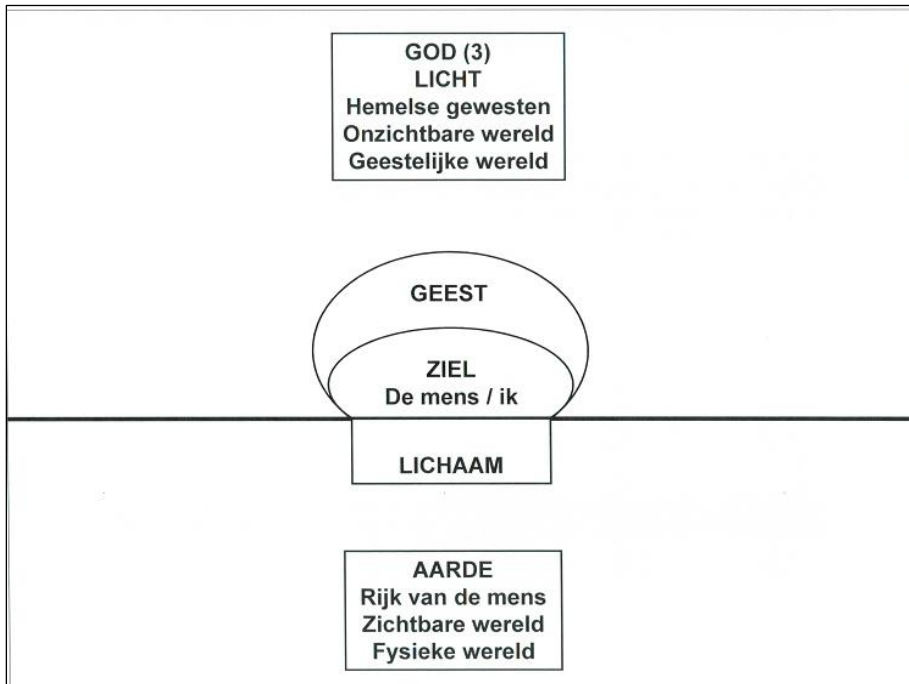 GOD (3)
LICHT
Hemelse gewesten
Onzichtbare wereld
Geestelijke wereld
GEEST
ZIEL
De mens / ik
LICHAAM
AARDE
Rijk van de mens
Zichtbare wereld
Fysieke wereld